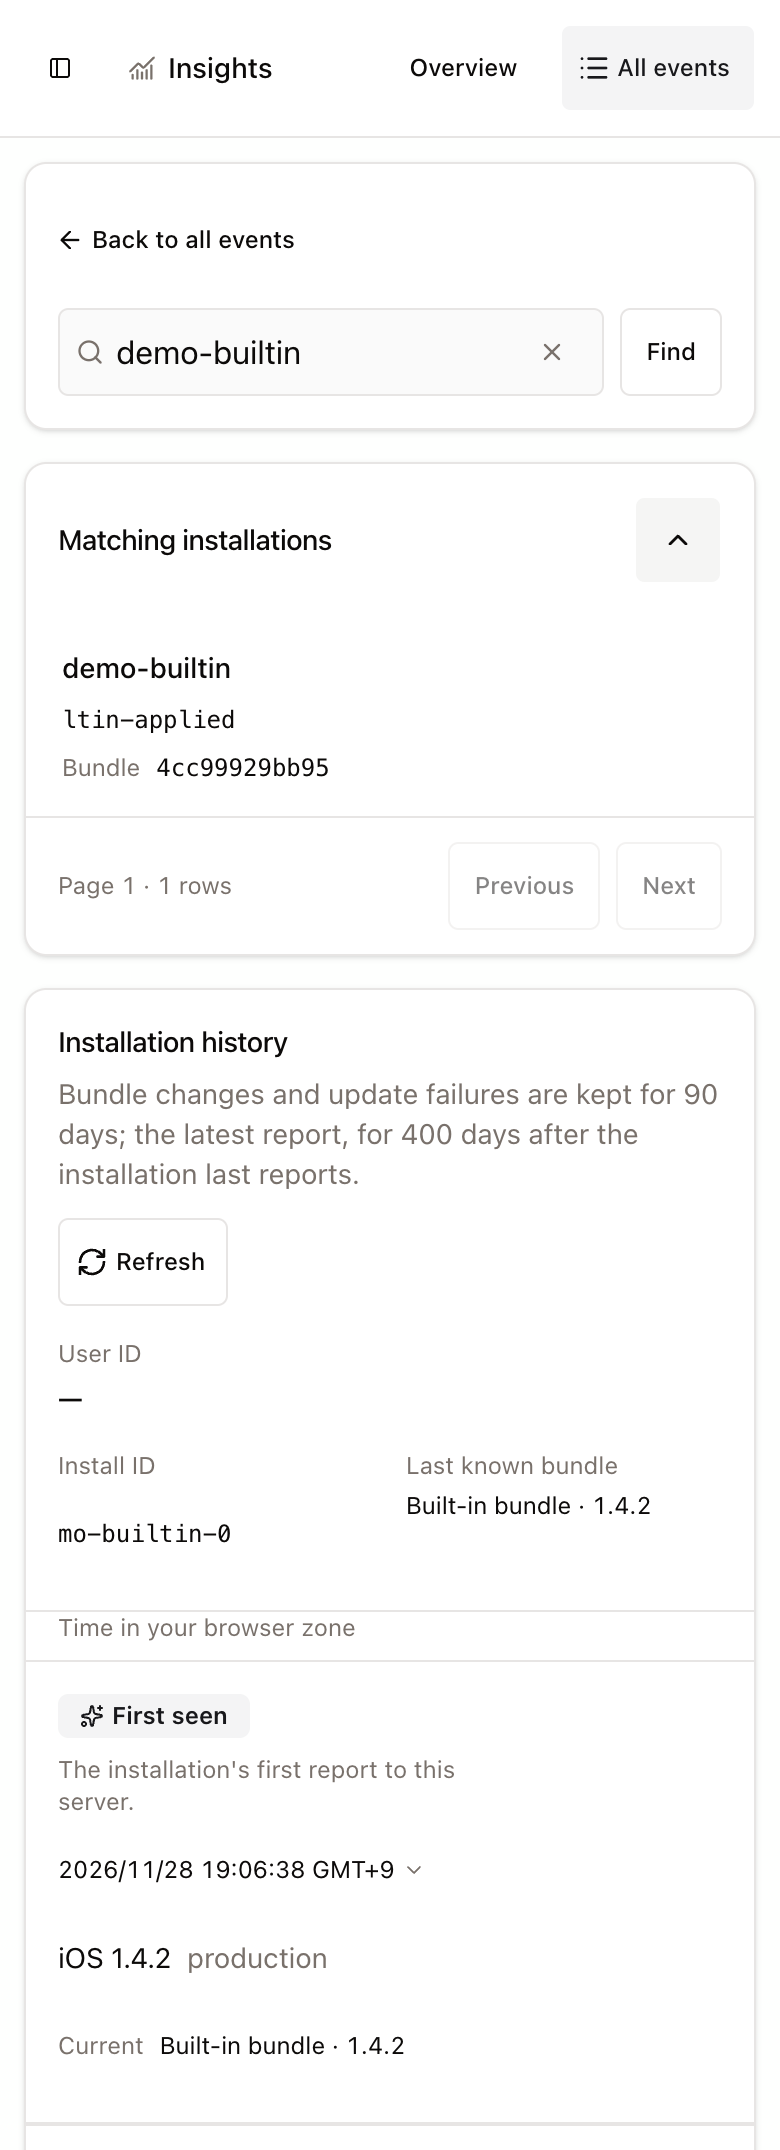 Insights
Overview
All events
Back to all events
demo-builtin
Find
Matching installations
demo-builtin
ltin-applied
Bundle 4cc99929bb95
Page 1 · 1 rows
Previous
Next
Installation history
Bundle changes and update failures are kept for 90
days; the latest report, for 400 days after the
installation last reports.
Refresh
User ID
—
Install ID
mo-builtin-0
Last known bundle
Built-in bundle · 1.4.2
Time in your browser zone
First seen
The installation's first report to this
server.
2026/11/28 19:06:38 GMT+9
iOS 1.4.2 production
Current Built-in bundle · 1.4.2